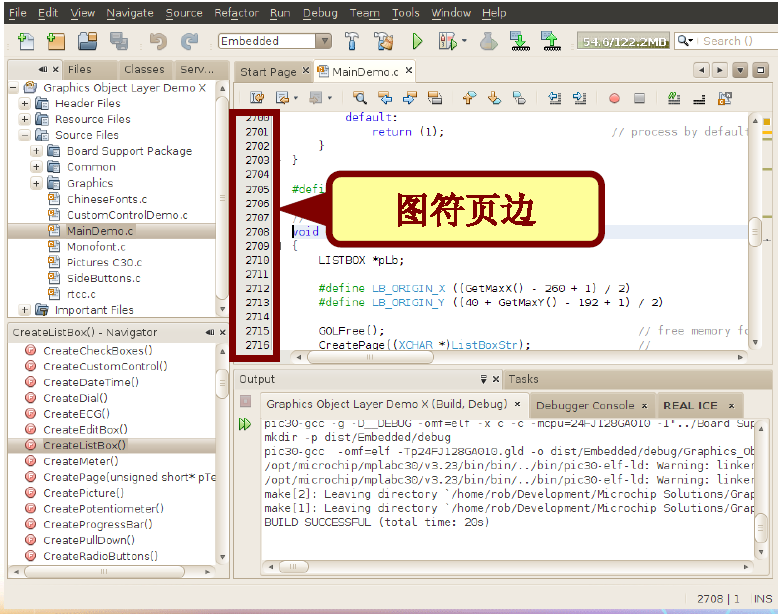 File Edit View Navigate Source Refactor Run Debug Team Tools Window Help
Embedded 54.6/122.2MB Search ()
Files Classes Serv...
Start Page MainDemo.c
Graphics Object Layer Demo X
Header Files
Resource Files
Source Files
Board Support Package
Common
Graphics
ChineseFonts.c
CustomControlDemo.c
MainDemo.c
Monofont.c
Pictures C30.c
SideButtons.c
rtcc.c
Important Files
2700 default:
2701 return (1); // process by default
2702 }
2703 }
2704
2705 #defi
2706
2707 //
2708 void
2709 {
2710 LISTBOX *pLb;
2711
2712 #define LB_ORIGIN_X ((GetMaxX() - 260 + 1) / 2)
2713 #define LB_ORIGIN_Y ((40 + GetMaxY() - 192 + 1) / 2)
2714
2715 GOLFree(); // free memory fo
2716 CreatePage((XCHAR *)ListBoxStr); //
图符页边
CreateListBox() - Navigator
CreateCheckBoxes()
CreateCustomControl()
CreateDateTime()
CreateDial()
CreateECG()
CreateEditBox()
CreateListBox()
CreateMeter()
CreatePage(unsigned short* pTe
CreatePicture()
CreatePotentiometer()
CreateProgressBar()
CreatePullDown()
CreateRadioButtons()
Output Tasks
Graphics Object Layer Demo X (Build, Debug) Debugger Console REAL ICE
pic30-gcc -g -D__DEBUG -omf=elf -x c -c -mcpu=24FJ128GA010 -I'../Board Sup
mkdir -p dist/Embedded/debug
pic30-gcc -omf=elf -Tp24FJ128GA010.gld -o dist/Embedded/debug/Graphics_Ob
/opt/microchip/mplabc30/v3.23/bin/bin/../bin/pic30-elf-ld: Warning: linker
/opt/microchip/mplabc30/v3.23/bin/bin/../bin/pic30-elf-ld: Warning: linker
make[2]: Leaving directory `/home/rob/Development/Microchip Solutions/Grap
make[1]: Leaving directory `/home/rob/Development/Microchip Solutions/Grap
BUILD SUCCESSFUL (total time: 20s)
2708 | 1 INS